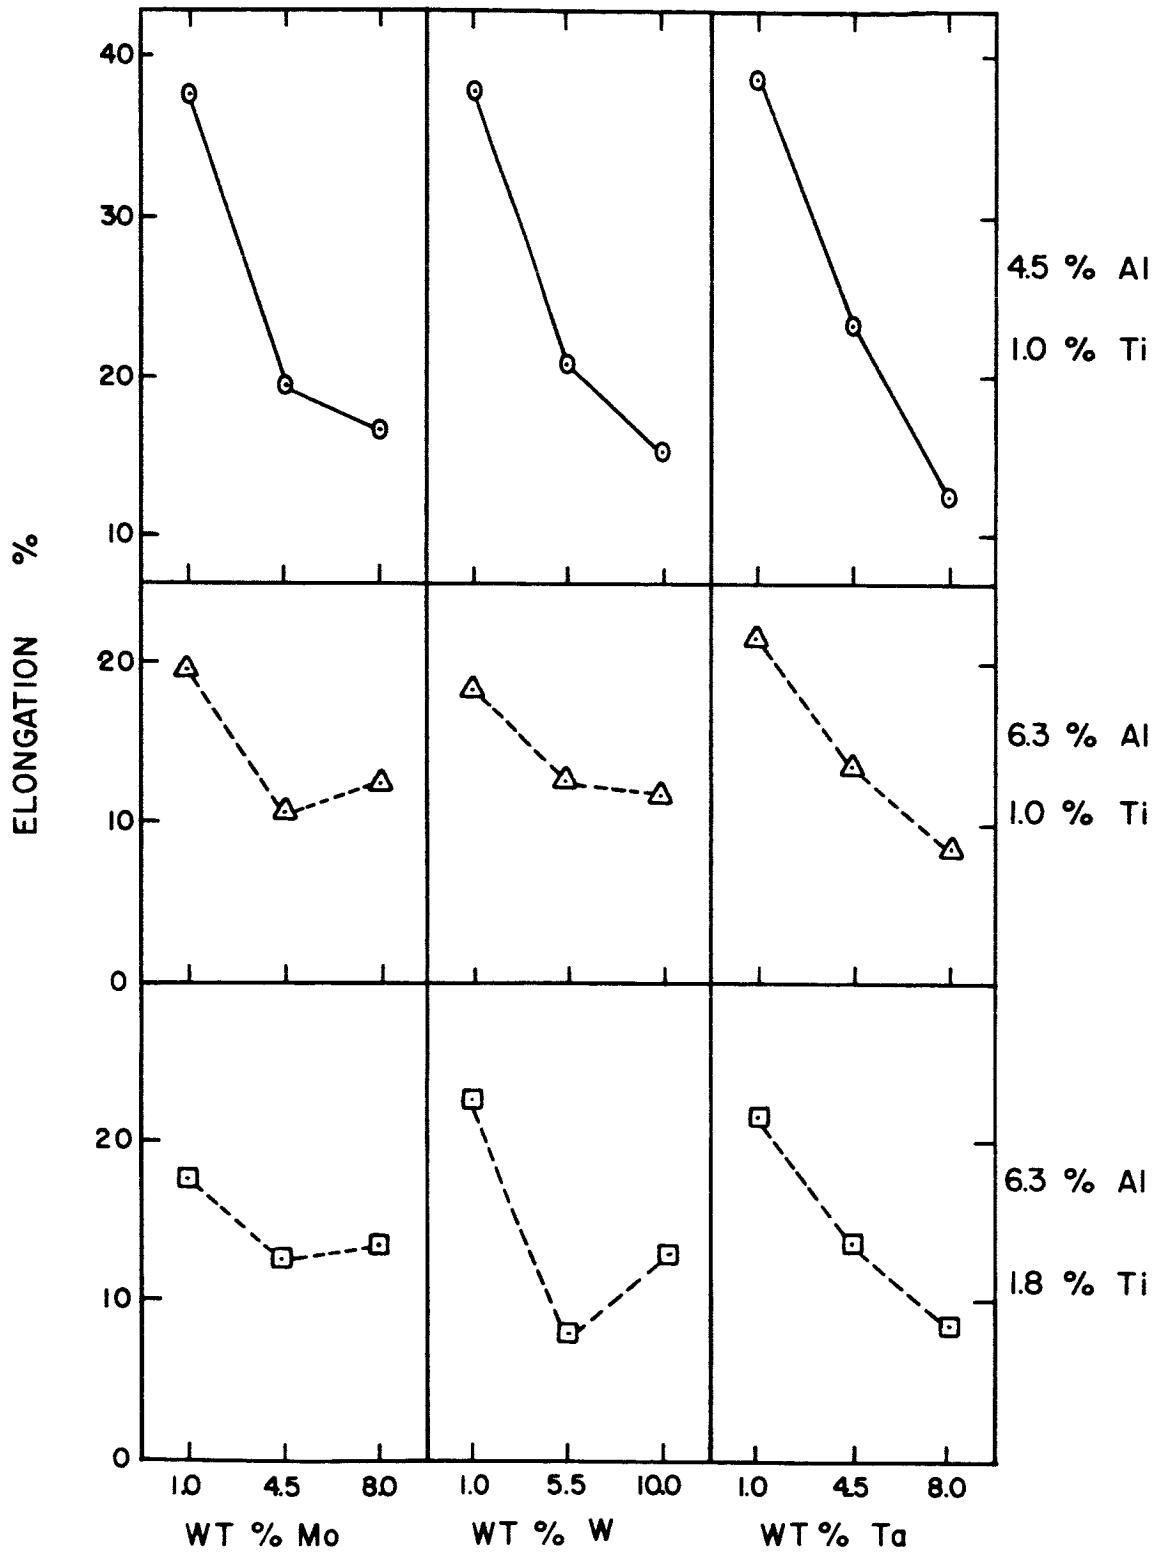 40
30
20
10
4.5 % Al
1.0 % Ti
ELONGATION %
20
10
0
6.3 % Al
1.0 % Ti
20
10
0
6.3 % Al
1.8 % Ti
1.0 4.5 8.0 1.0 5.5 10.0 1.0 4.5 8.0
WT % Mo WT % W WT % Ta